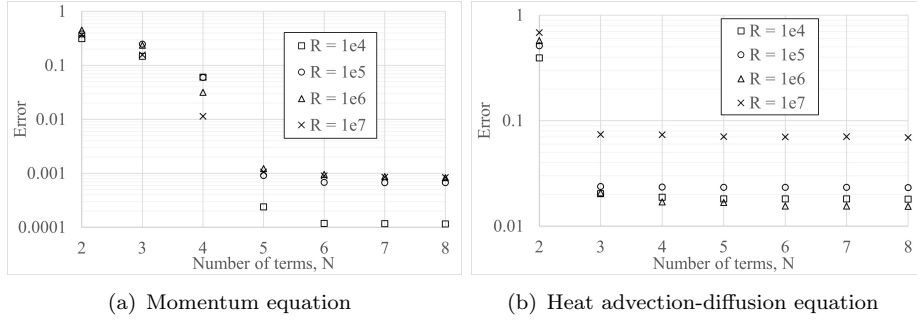 1
0.1
0.01
0.001
0.0001
Error
2 3 4 5 6 7 8
Number of terms, N
R = 1e4
R = 1e5
R = 1e6
R = 1e7
(a) Momentum equation
1
0.1
0.01
Error
2 3 4 5 6 7 8
Number of terms, N
R = 1e4
R = 1e5
R = 1e6
R = 1e7
(b) Heat advection-diffusion equation